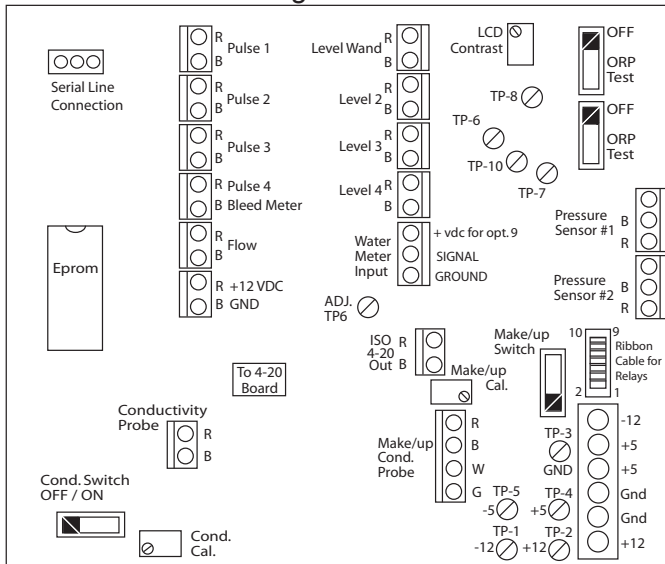 Serial Line
Connection
R
Pulse 1
B
R
Pulse 2
B
R
Pulse 3
B
R Pulse 4
B Bleed Meter
R
Flow
B
R +12 VDC
B GND
Eprom
To 4-20
Board
Conductivity
Probe
R
B
Cond. Switch
OFF / ON
Cond.
Cal.
Level Wand
R
B
Level 2
R
B
Level 3
R
B
Level 4
R
B
Water
Meter
Input
+ vdc for opt. 9
SIGNAL
GROUND
ADJ.
TP6
ISO
4-20
Out
R
B
Make/up
Cal.
Make/up
Cond.
Probe
R
B
W
G
LCD
Contrast
TP-8
TP-6
TP-10
TP-7
OFF
ORP
Test
OFF
ORP
Test
Pressure
Sensor #1
B
R
Pressure
Sensor #2
B
R
Make/up
Switch
10
9
Ribbon
Cable for
Relays
2
1
TP-3
GND
TP-5
-5
TP-4
+5
TP-1
-12
TP-2
+12
-12
+5
+5
Gnd
Gnd
+12